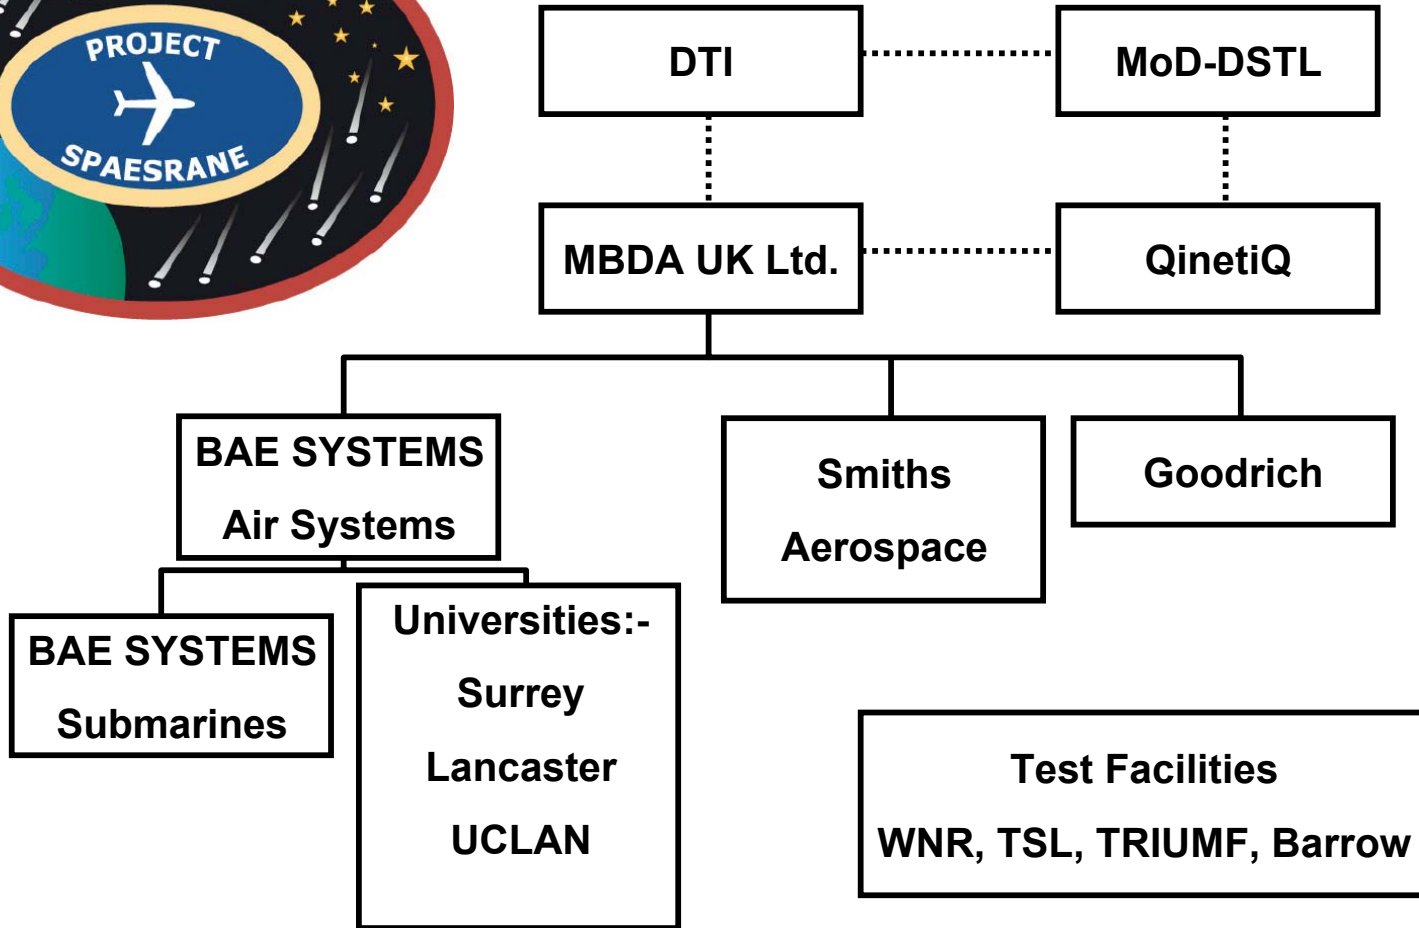 PROJECT
SPAESRANE
DTI
MoD-DSTL
MBDA UK Ltd.
QinetiQ
BAE SYSTEMS
Air Systems
Smiths
Aerospace
Goodrich
BAE SYSTEMS
Submarines
Universities:-
Surrey
Lancaster
UCLAN
Test Facilities
WNR, TSL, TRIUMF, Barrow